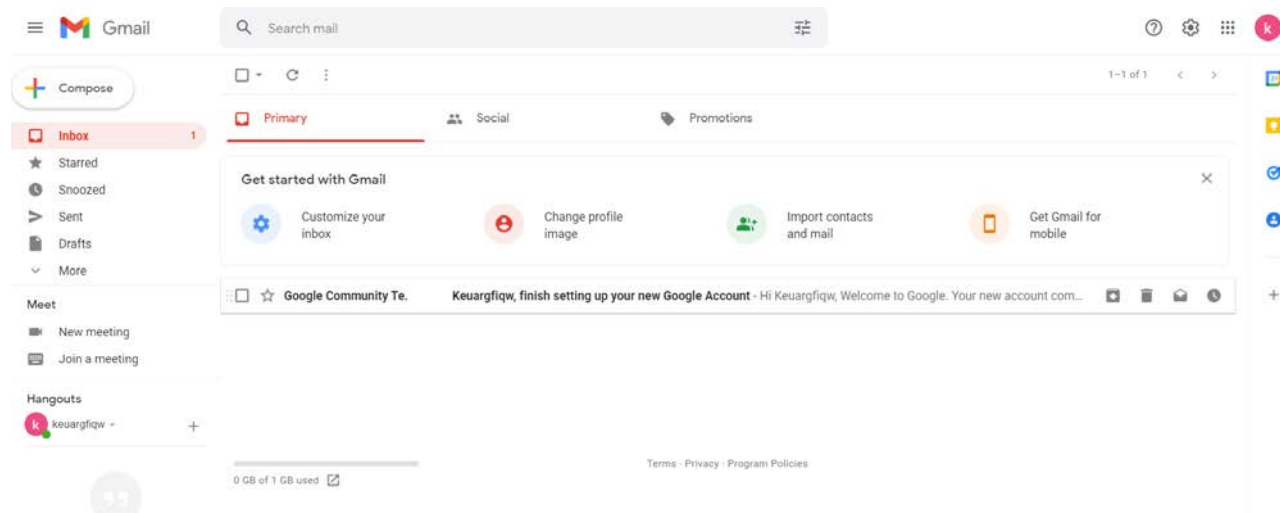 Gmail
Search mail
k
Compose
1–1 of 1
Primary
Social
Promotions
Inbox 1
Starred
Snoozed
Sent
Drafts
More
Get started with Gmail
Customize your
inbox
Change profile
image
Import contacts
and mail
Get Gmail for
mobile
Google Community Te. Keuargfiqw, finish setting up your new Google Account - Hi Keuargfiqw, Welcome to Google. Your new account com...
Meet
New meeting
Join a meeting
Hangouts
k keuargfiqw
Terms · Privacy · Program Policies
0 GB of 1 GB used